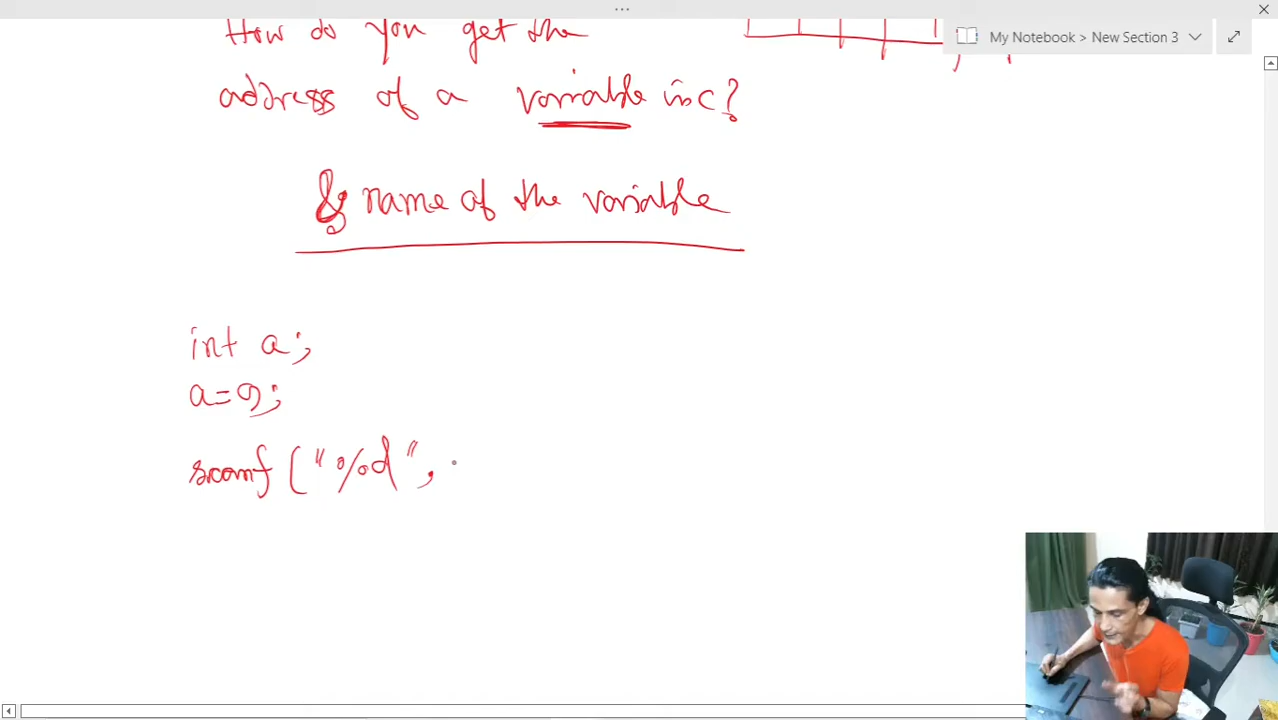 ...
My Notebook > New Section 3
How do you get the
address of a variable in c?
& name of the variable
int a;
a=9;
scanf ("%d",